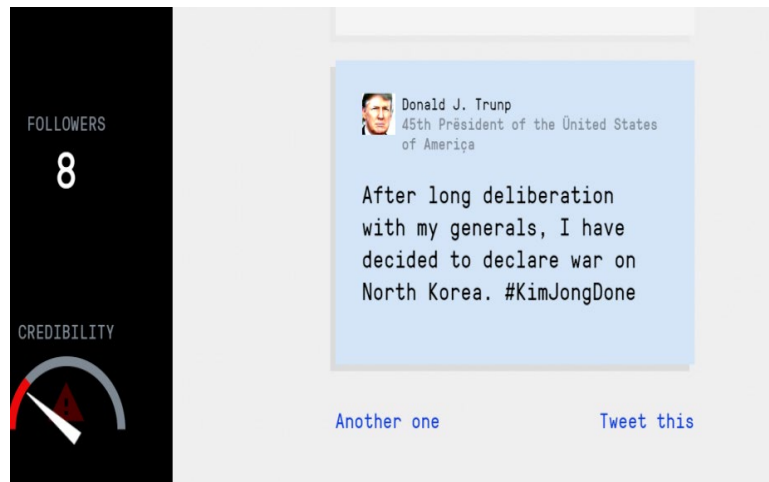 FOLLOWERS
8
CREDIBILITY
Donald J. Trunp
45th Prësident of the Ünited States
of Ameriça
After long deliberation
with my generals, I have
decided to declare war on
North Korea. #KimJongDone
Another one
Tweet this